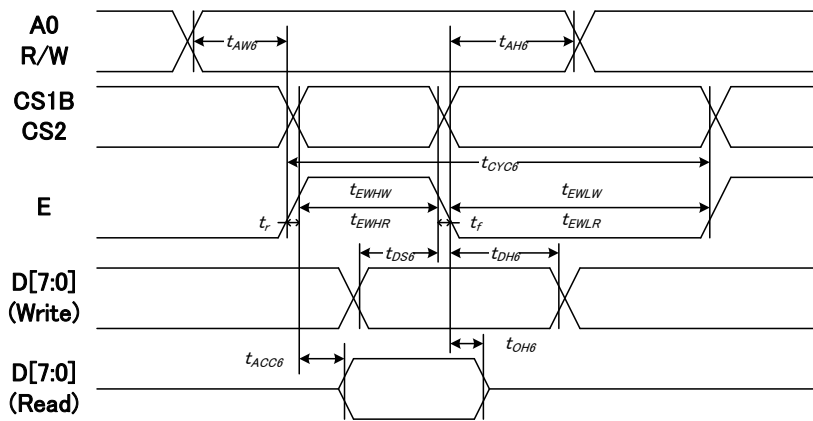 A0
R/W
tAW6
tAH6
CS1B
CS2
tCYC6
E
tEWHW
tEWLW
tr
tEWHR
tf
tEWLR
tDS6
tDH6
D[7:0]
(Write)
tACC6
tOH6
D[7:0]
(Read)